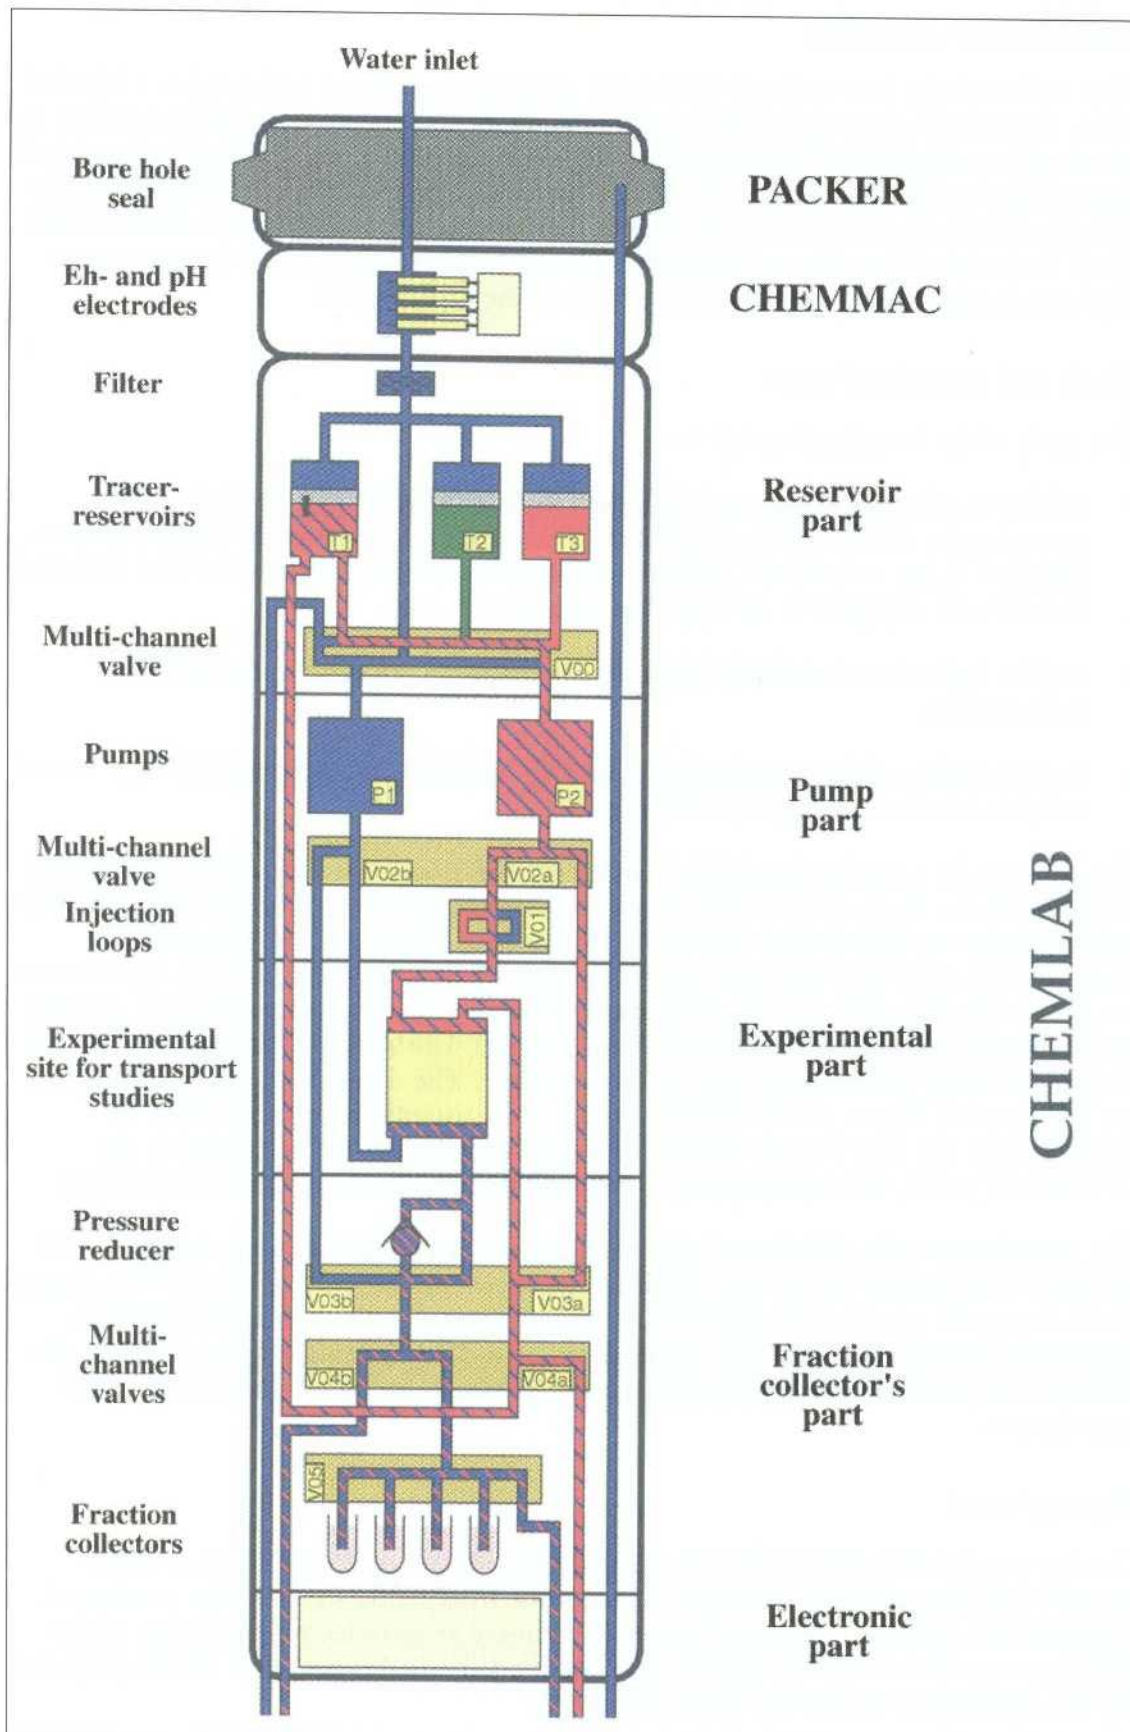 Water inlet
Bore hole
seal
PACKER
Eh- and pH
electrodes
CHEMMAC
Filter
Tracer-
reservoirs
T1
T2
T3
Reservoir
part
Multi-channel
valve
V00
Pumps
P1
P2
Pump
part
Multi-channel
valve
V02b
V02a
Injection
loops
V01
CHEMLAB
Experimental
site for transport
studies
Experimental
part
Pressure
reducer
V03b
V03a
Multi-
channel
valves
V04b
V04a
Fraction
collector's
part
V05
Fraction
collectors
Electronic
part